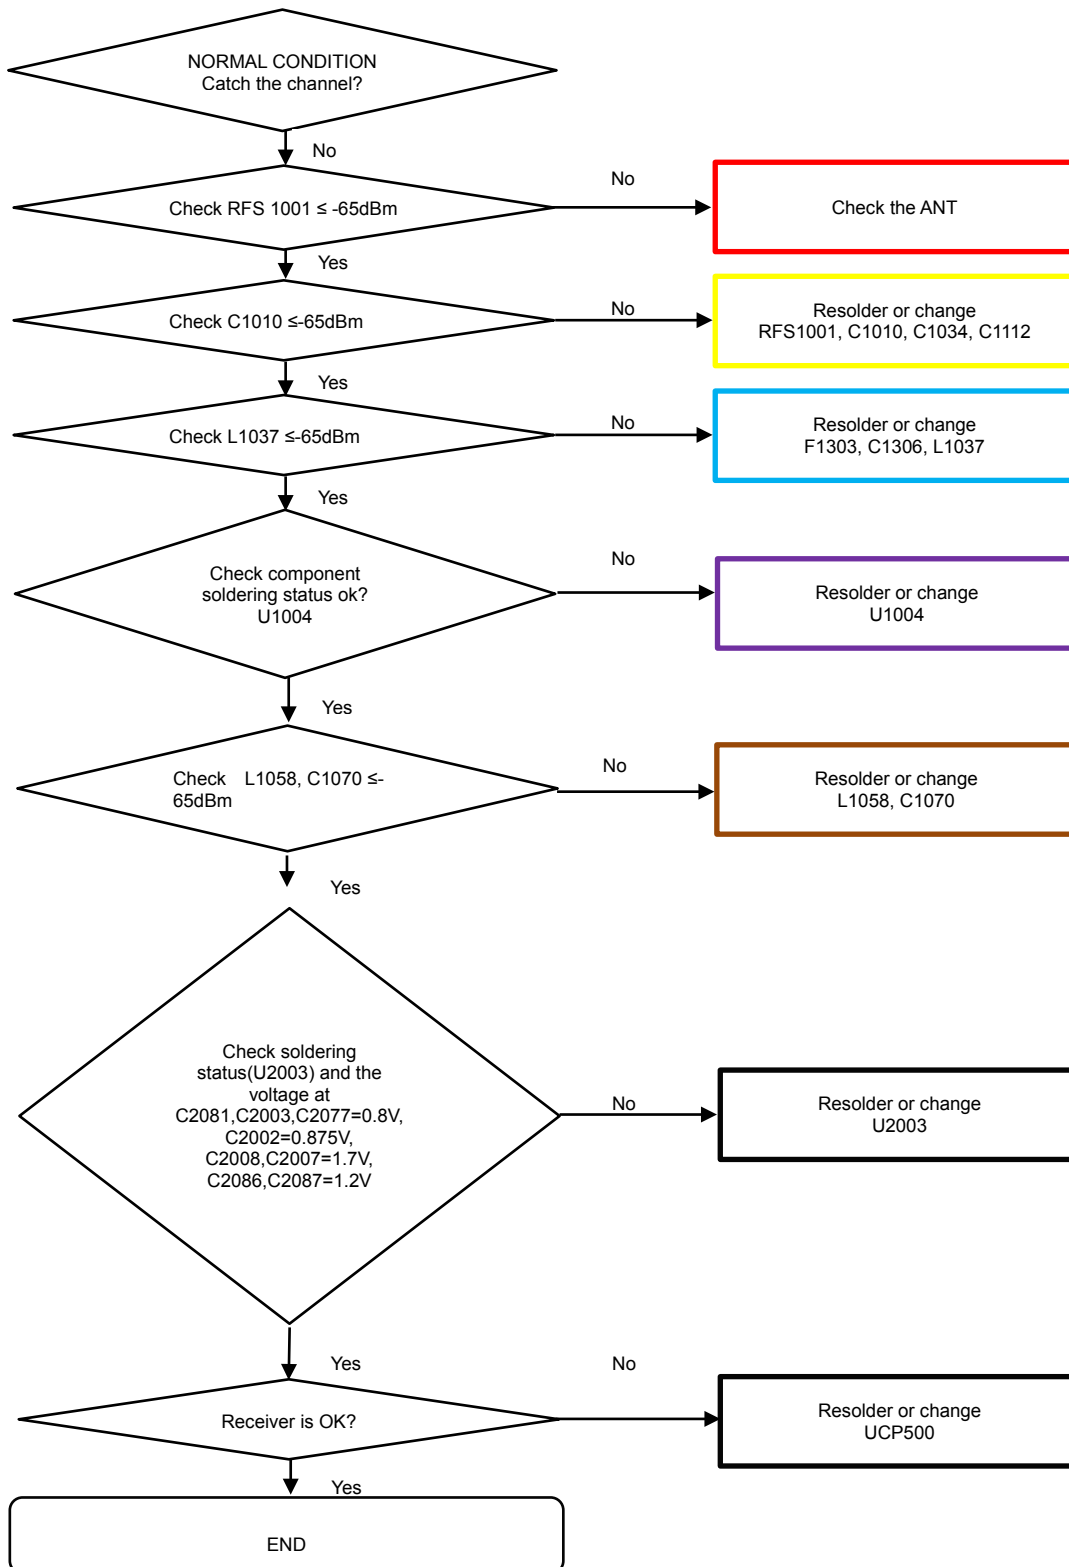 NORMAL CONDITION
Catch the channel?
No
Check RFS 1001 ≤ -65dBm
No
Check the ANT
Yes
Check C1010 ≤-65dBm
No
Resolder or change
RFS1001, C1010, C1034, C1112
Yes
Check L1037 ≤-65dBm
No
Resolder or change
F1303, C1306, L1037
Yes
Check component
soldering status ok?
U1004
No
Resolder or change
U1004
Yes
Check L1058, C1070 ≤-
65dBm
No
Resolder or change
L1058, C1070
Yes
Check soldering
status(U2003) and the
voltage at
C2081,C2003,C2077=0.8V,
C2002=0.875V,
C2008,C2007=1.7V,
C2086,C2087=1.2V
No
Resolder or change
U2003
Yes
Receiver is OK?
No
Resolder or change
UCP500
Yes
END